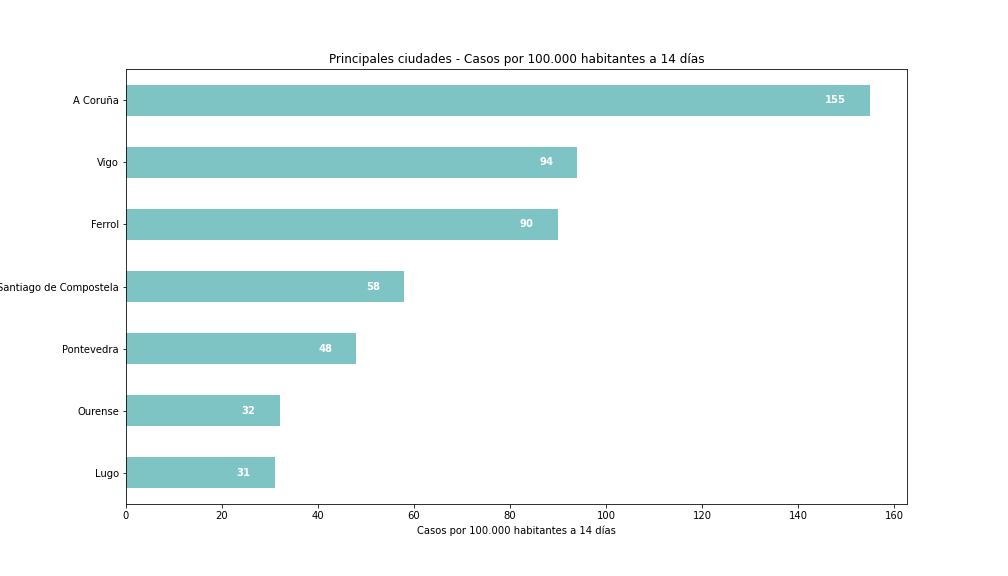 Principales ciudades - Casos por 100.000 habitantes a 14 días
A Coruña
155
Vigo
94
Ferrol
90
Santiago de Compostela
58
Pontevedra
48
Ourense
32
Lugo
31
0 20 40 60 80 100 120 140 160
Casos por 100.000 habitantes a 14 días